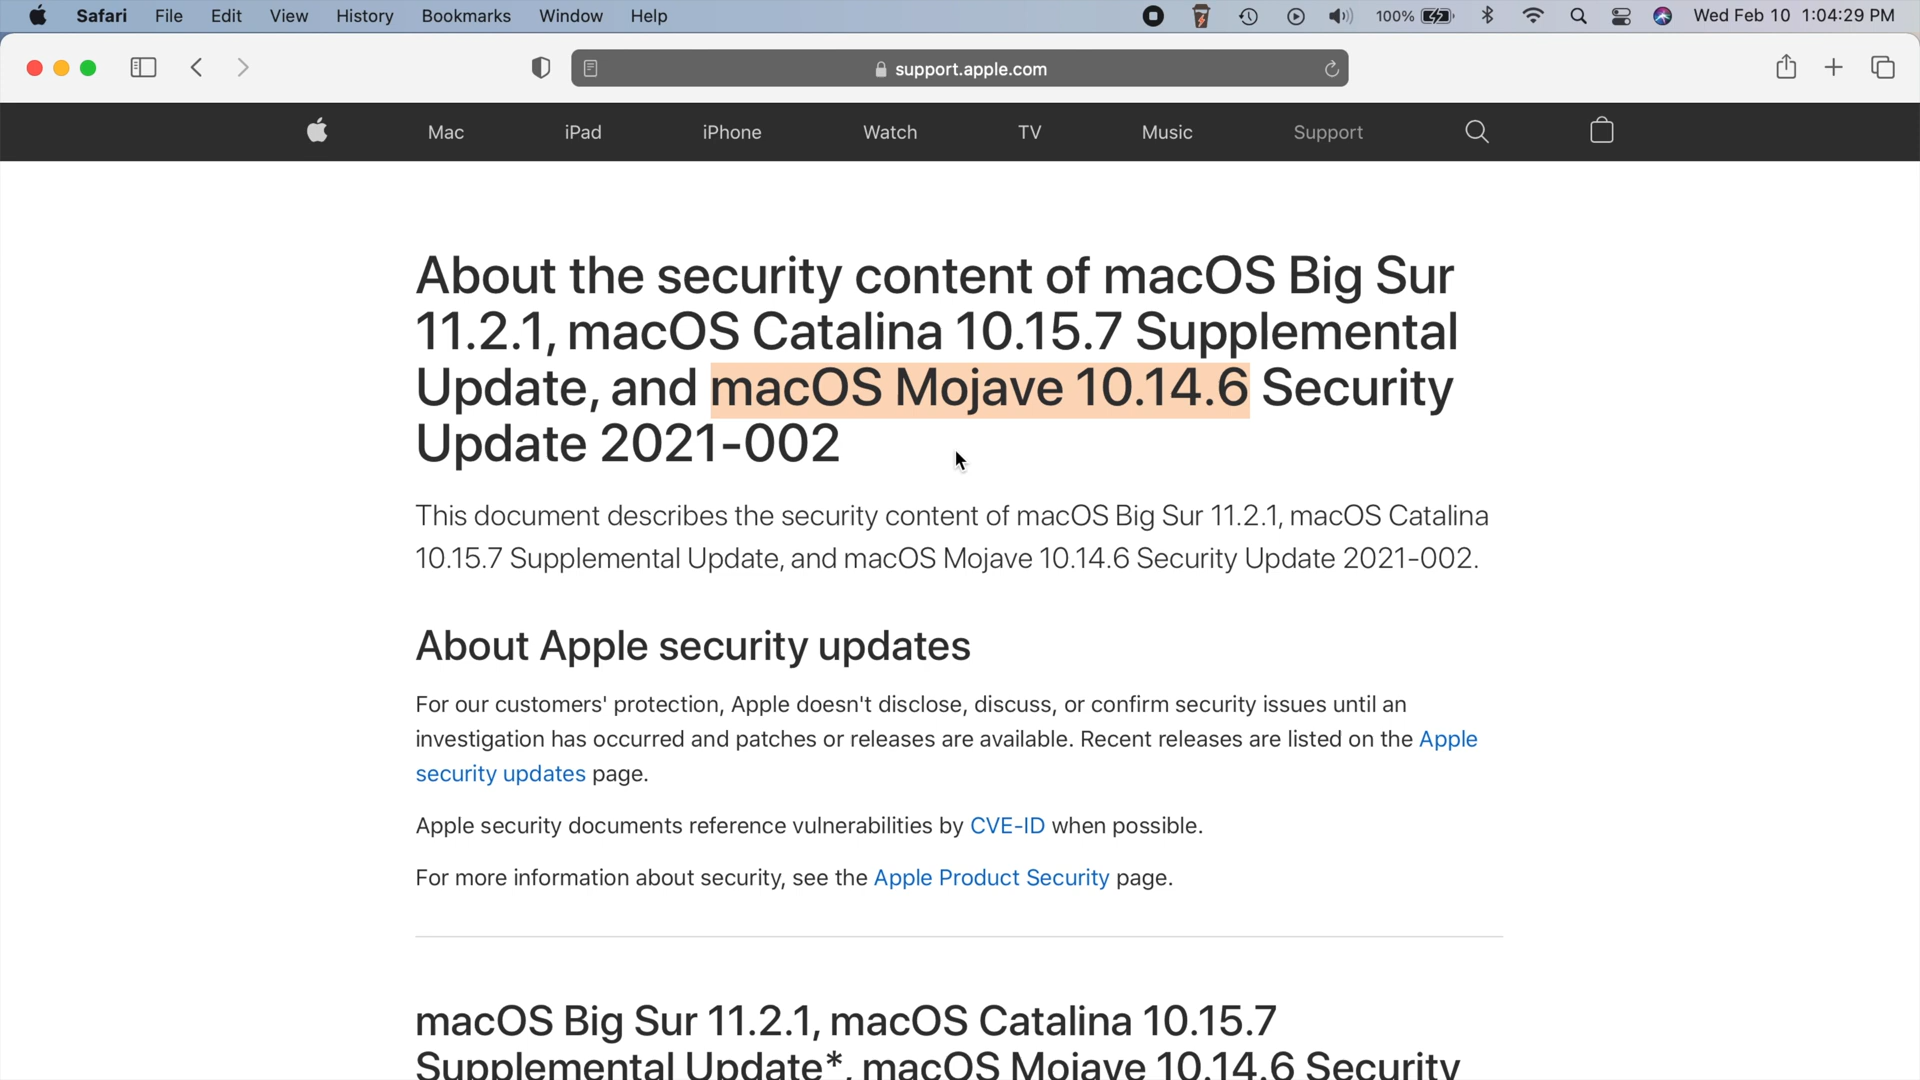 Safari File Edit View History Bookmarks Window Help 100% Wed Feb 10 1:04:29 PM
support.apple.com
Mac iPad iPhone Watch TV Music Support
About the security content of macOS Big Sur
11.2.1, macOS Catalina 10.15.7 Supplemental
Update, and macOS Mojave 10.14.6 Security
Update 2021-002
This document describes the security content of macOS Big Sur 11.2.1, macOS Catalina
10.15.7 Supplemental Update, and macOS Mojave 10.14.6 Security Update 2021-002.
About Apple security updates
For our customers' protection, Apple doesn't disclose, discuss, or confirm security issues until an
investigation has occurred and patches or releases are available. Recent releases are listed on the Apple
security updates page.
Apple security documents reference vulnerabilities by CVE-ID when possible.
For more information about security, see the Apple Product Security page.
macOS Big Sur 11.2.1, macOS Catalina 10.15.7
Supplemental Update*, macOS Mojave 10.14.6 Security